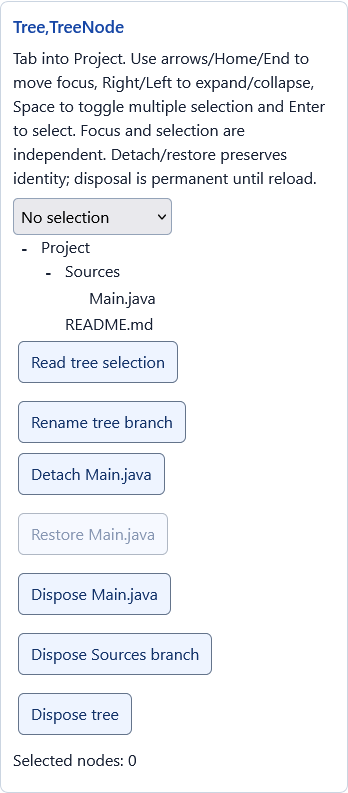 Tree,TreeNode
Tab into Project. Use arrows/Home/End to
move focus, Right/Left to expand/collapse,
Space to toggle multiple selection and Enter
to select. Focus and selection are
independent. Detach/restore preserves
identity; disposal is permanent until reload.
No selection
- Project
- Sources
Main.java
README.md
Read tree selection
Rename tree branch
Detach Main.java
Restore Main.java
Dispose Main.java
Dispose Sources branch
Dispose tree
Selected nodes: 0